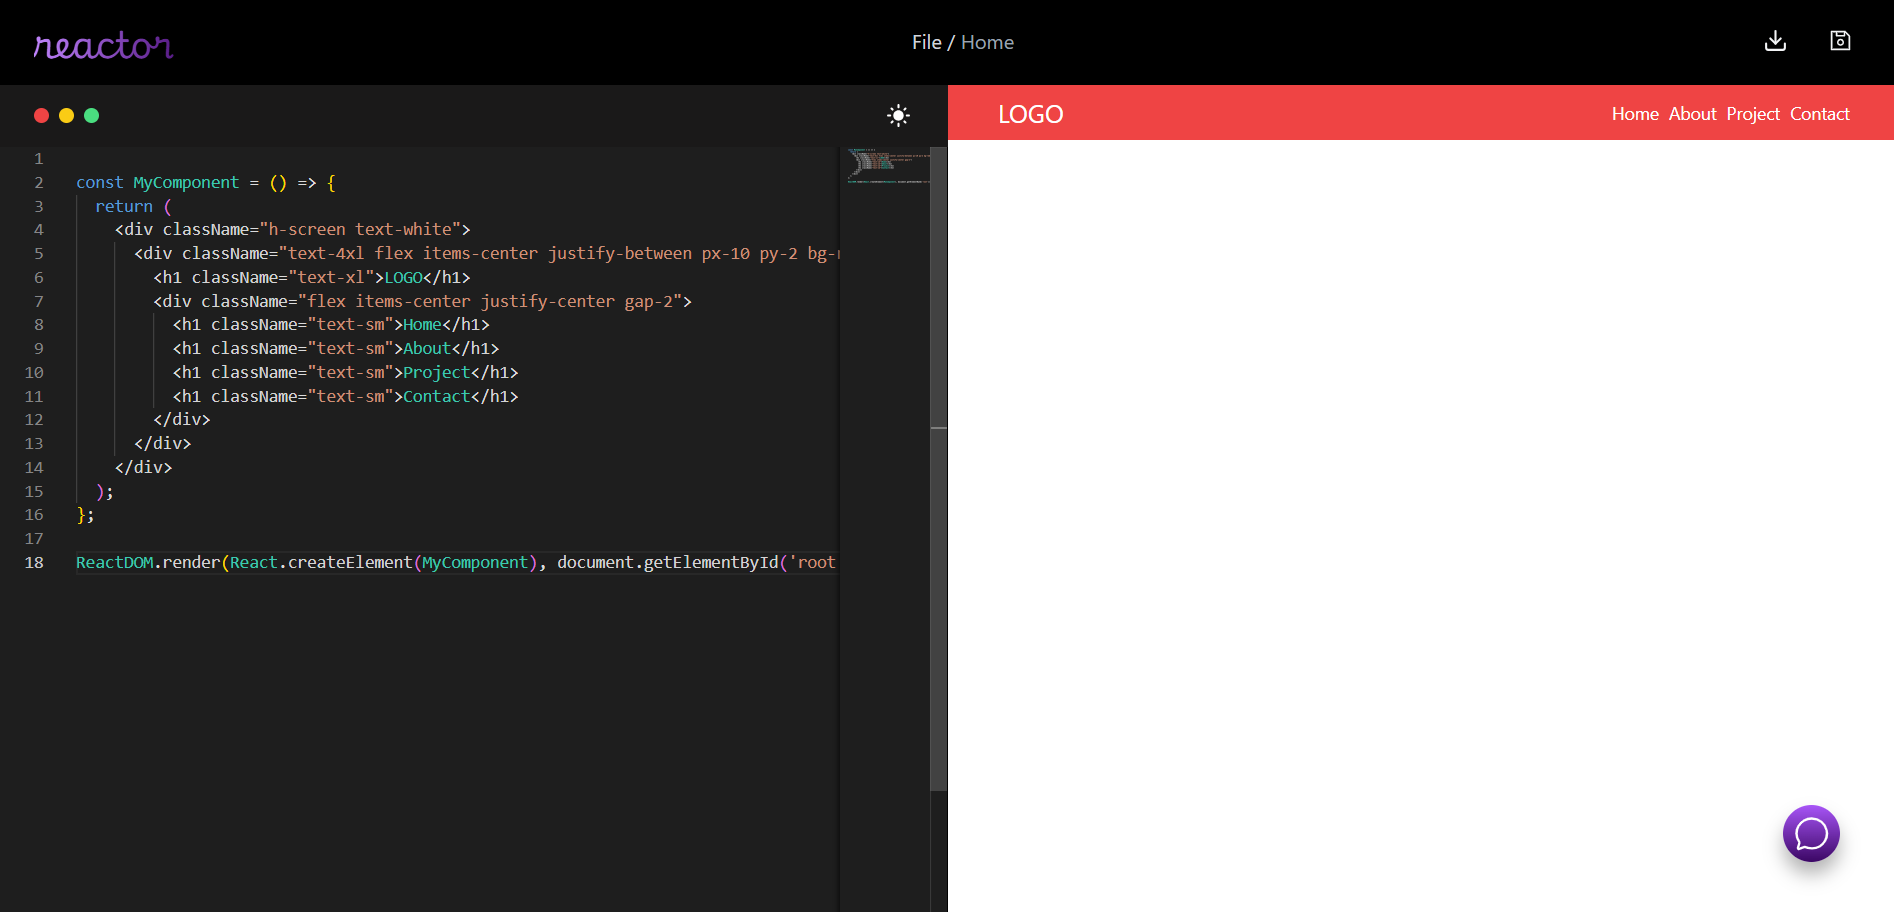 reactor
File / Home
LOGO
Home About Project Contact
1
2 const MyComponent = () => {
3 return (
4 <div className="h-screen text-white">
5 <div className="text-4xl flex items-center justify-between px-10 py-2 bg-r
6 <h1 className="text-xl">LOGO</h1>
7 <div className="flex items-center justify-center gap-2">
8 <h1 className="text-sm">Home</h1>
9 <h1 className="text-sm">About</h1>
10 <h1 className="text-sm">Project</h1>
11 <h1 className="text-sm">Contact</h1>
12 </div>
13 </div>
14 </div>
15 );
16 };
17
18 ReactDOM.render(React.createElement(MyComponent), document.getElementById('root